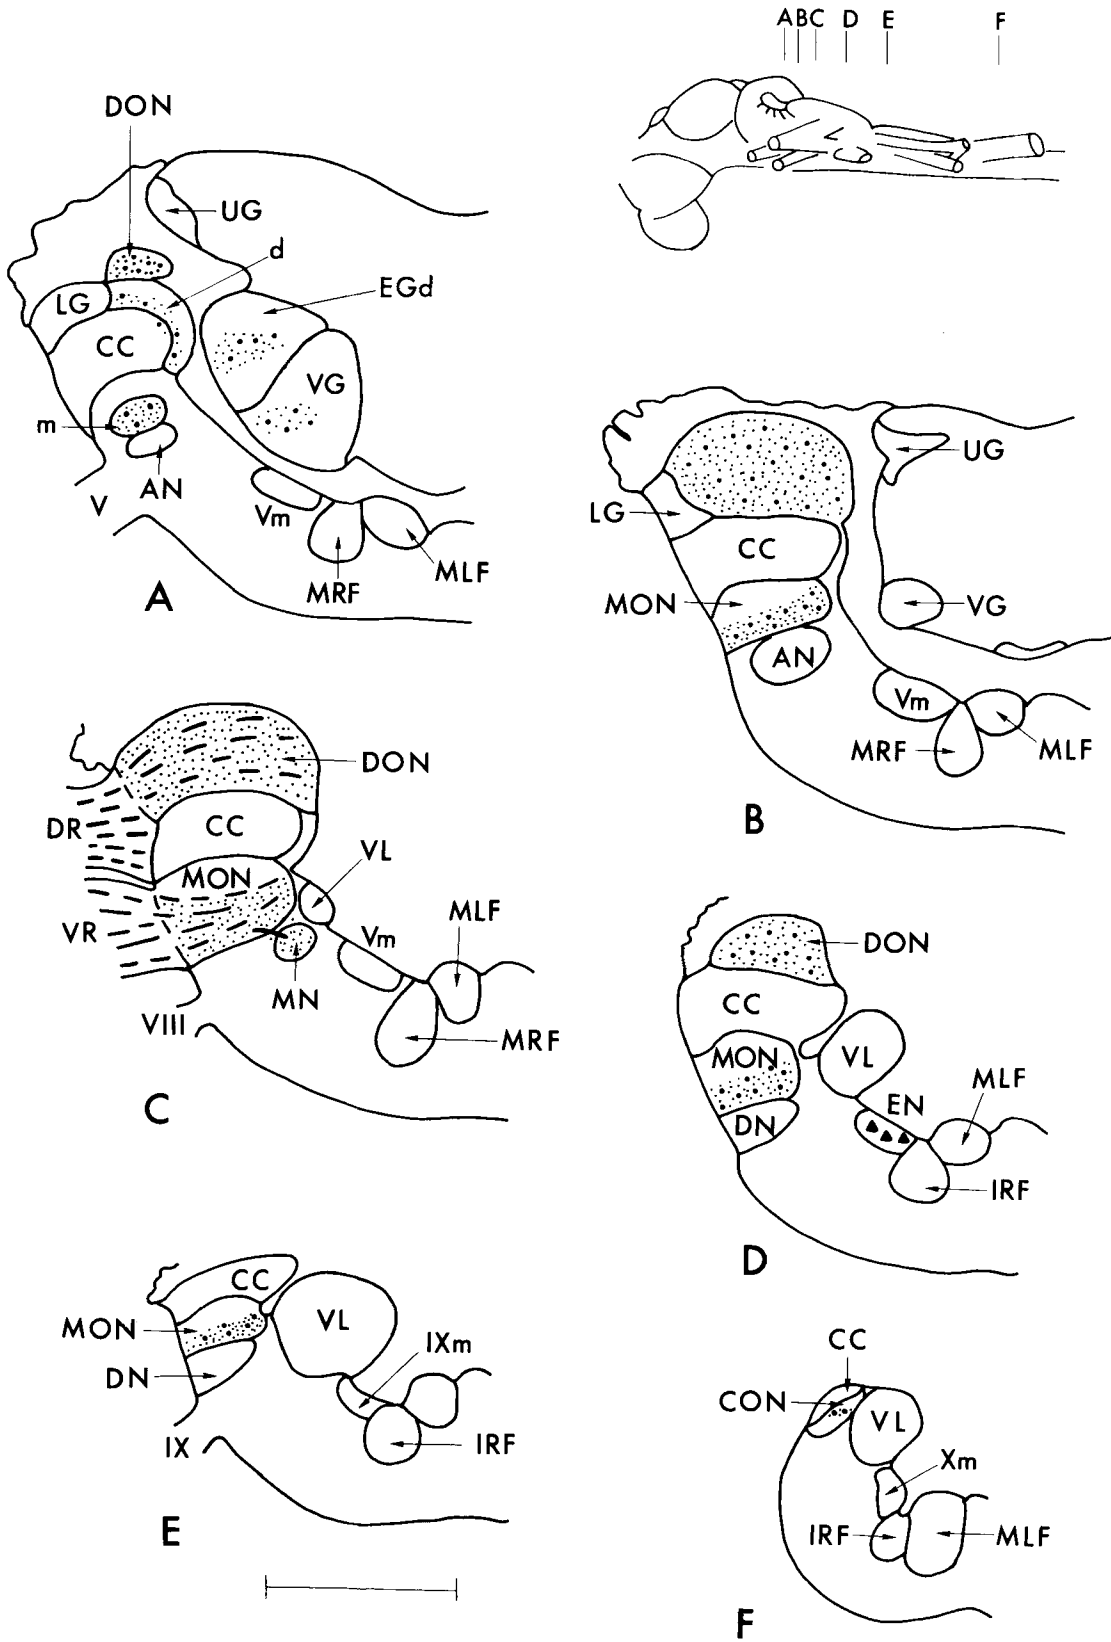 A B C D E F
DON
UG
d
EGd
LG
CC
VG
m
AN
V
Vm
MRF
MLF
A
UG
LG
CC
MON
VG
AN
Vm
MRF
MLF
B
DON
DR
CC
VL
MON
MLF
VR
Vm
MN
VIII
MRF
C
DON
CC
MON
VL
MLF
EN
DN
IRF
D
CC
MON
VL
IXm
DN
IX
IRF
E
CC
CON
VL
Xm
IRF
MLF
F